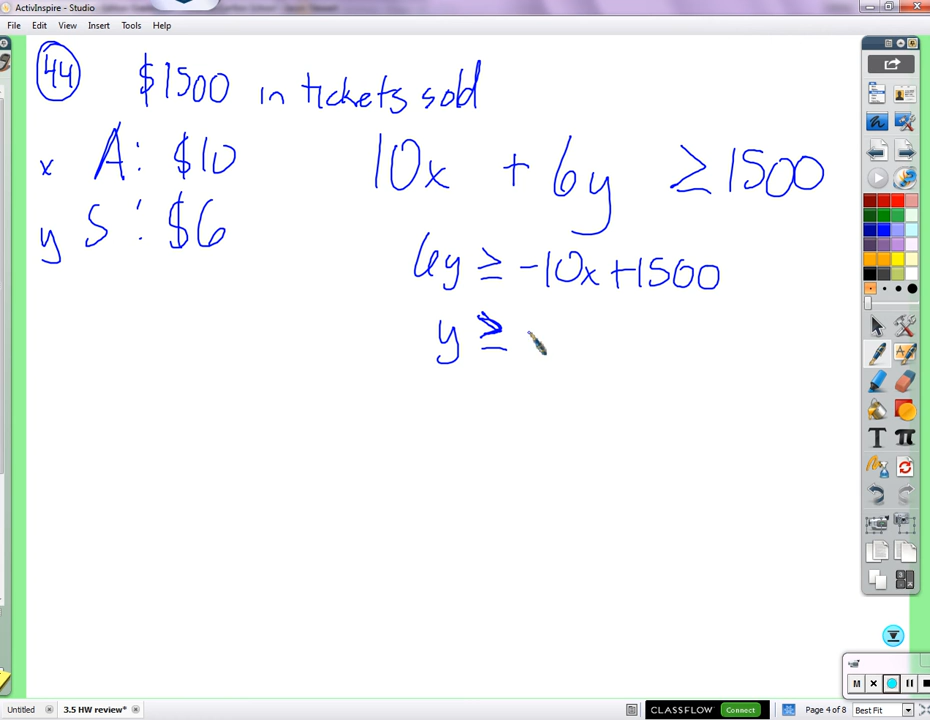 ActivInspire - Studio
File Edit View Insert Tools Help
44 $1500 in tickets sold
x A: $10 10x + 6y ≥ 1500
y S: $6
6y ≥ -10x+1500
y ≥
M
Untitled 3.5 HW review* CLASSFLOW Connect Page 4 of 8 Best Fit